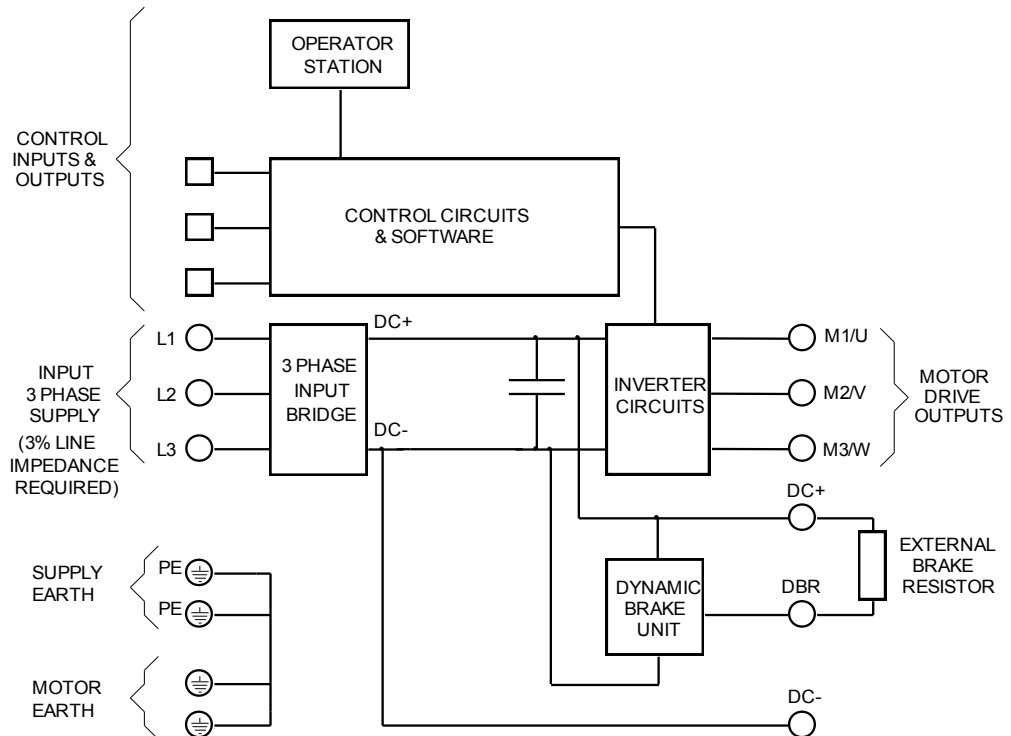 OPERATOR
STATION
CONTROL
INPUTS &
OUTPUTS
CONTROL CIRCUITS
& SOFTWARE
INPUT
3 PHASE
SUPPLY
(3% LINE
IMPEDANCE
REQUIRED)
L1
L2
L3
3 PHASE
INPUT
BRIDGE
DC+
DC-
INVERTER
CIRCUITS
M1/U
M2/V
M3/W
MOTOR
DRIVE
OUTPUTS
SUPPLY
EARTH
PE
PE
MOTOR
EARTH
DYNAMIC
BRAKE
UNIT
DC+
DBR
DC-
EXTERNAL
BRAKE
RESISTOR